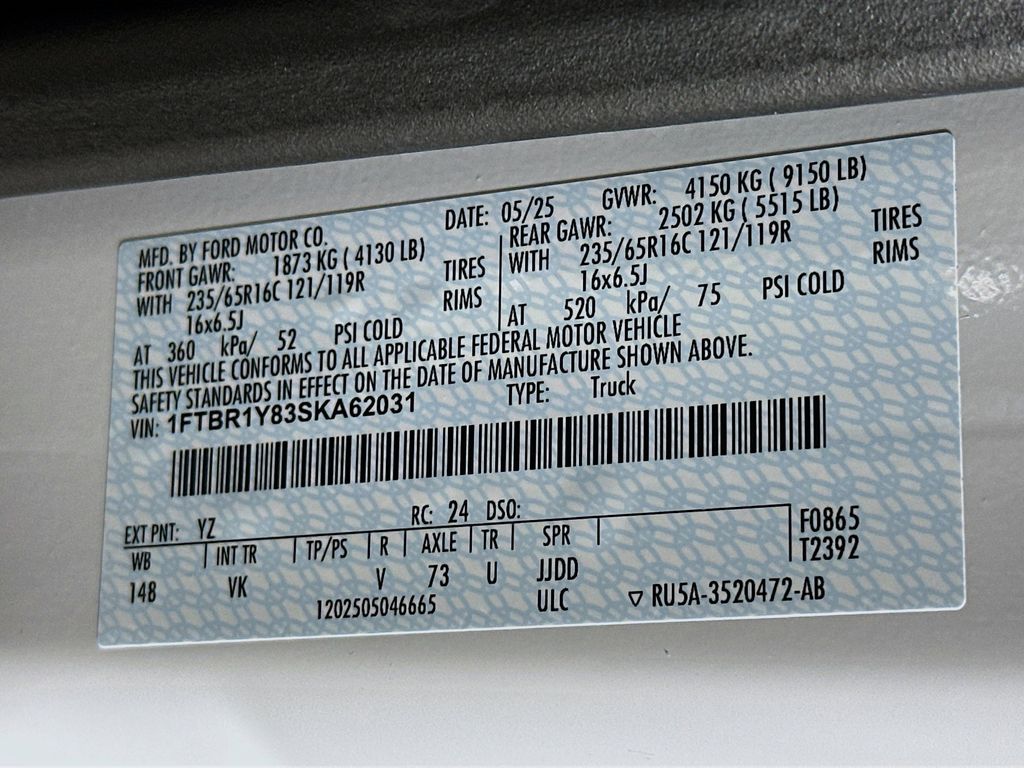 MFD. BY FORD MOTOR CO. DATE: 05/25 GVWR: 4150 KG ( 9150 LB)
FRONT GAWR: 1873 KG ( 4130 LB) REAR GAWR: 2502 KG ( 5515 LB)
WITH 235/65R16C 121/119R TIRES WITH 235/65R16C 121/119R TIRES
16x6.5J RIMS 16x6.5J RIMS
AT 360 kPa/ 52 PSI COLD AT 520 kPa/ 75 PSI COLD
THIS VEHICLE CONFORMS TO ALL APPLICABLE FEDERAL MOTOR VEHICLE
SAFETY STANDARDS IN EFFECT ON THE DATE OF MANUFACTURE SHOWN ABOVE.
VIN: 1FTBR1Y83SKA62031 TYPE: Truck
EXT PNT: YZ RC: 24 DSO:
WB INT TR TP/PS R AXLE TR SPR F0865
148 VK V 73 U JJDD T2392
1202505046665 ULC ▽ RU5A-3520472-AB